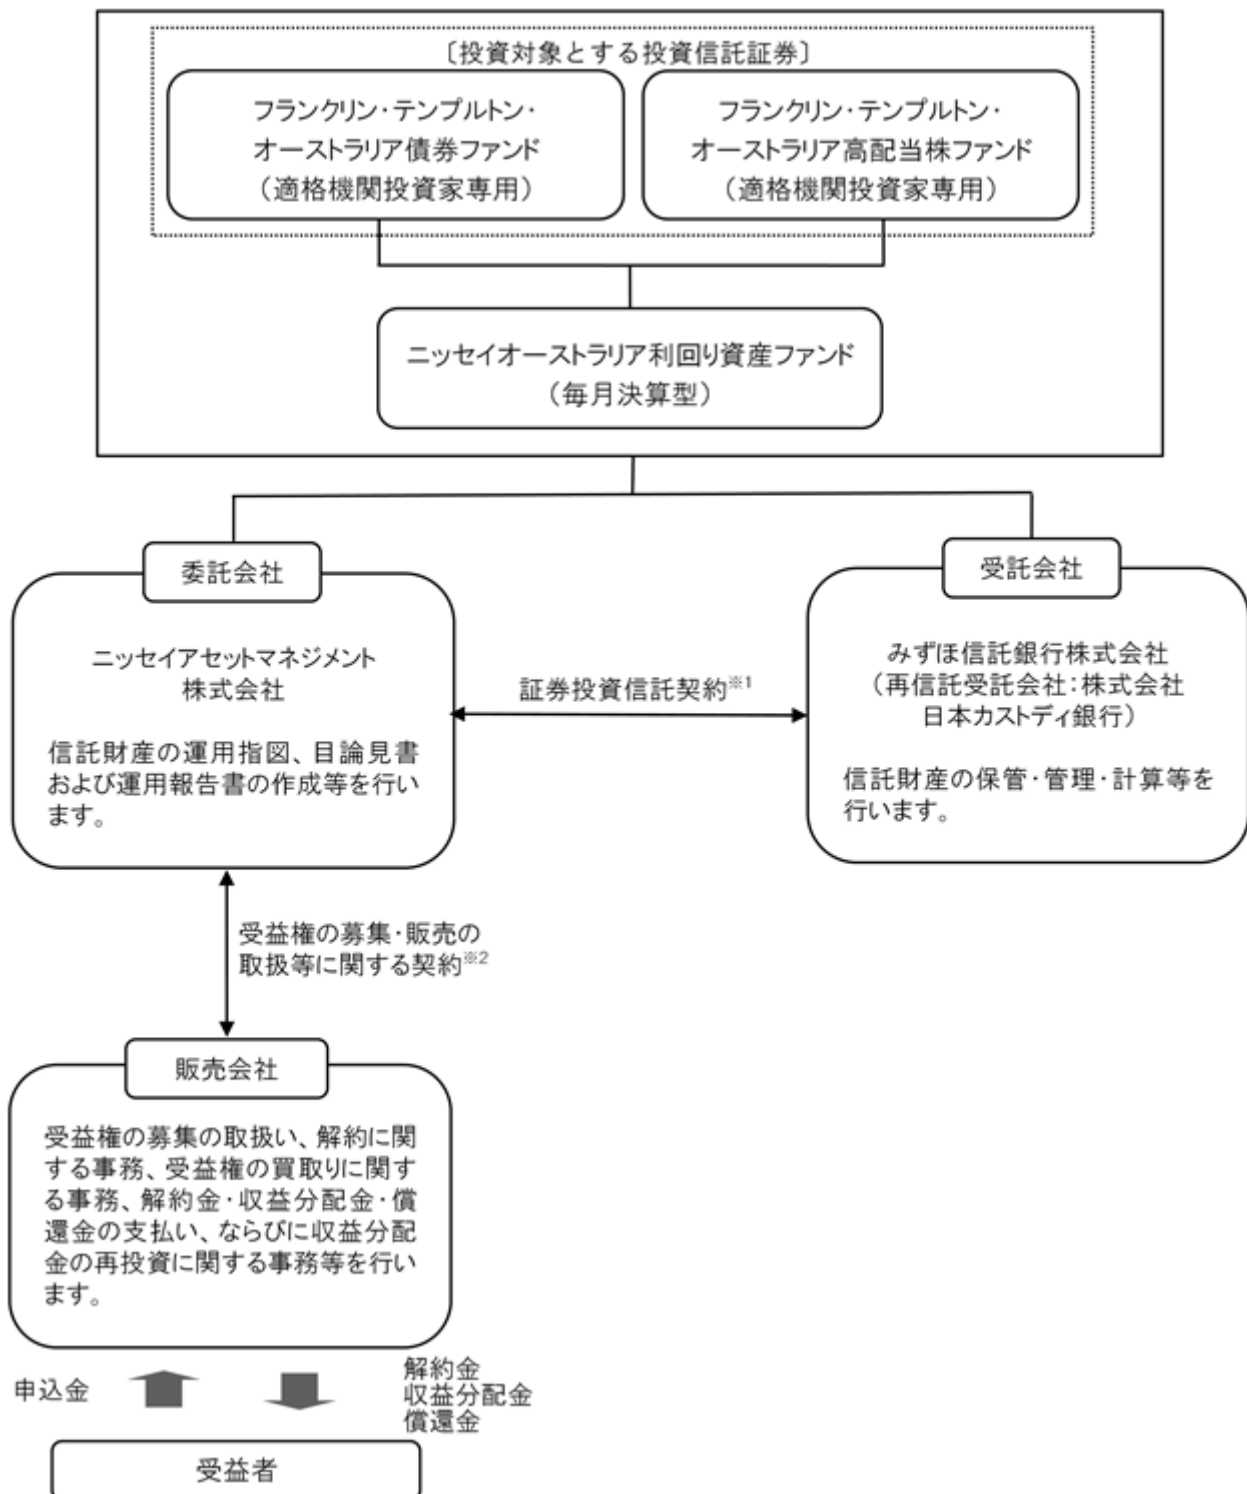 〔投資対象とする投資信託証券〕
フランクリン・テンプルトン・
オーストラリア債券ファンド
（適格機関投資家専用）
フランクリン・テンプルトン・
オーストラリア高配当株ファンド
（適格機関投資家専用）
ニッセイオーストラリア利回り資産ファンド
（毎月決算型）
委託会社
ニッセイアセットマネジメント
株式会社
信託財産の運用指図、目論見書
および運用報告書の作成等を行い
ます。
証券投資信託契約※1
受託会社
みずほ信託銀行株式会社
（再信託受託会社：株式会社
日本カストディ銀行）
信託財産の保管・管理・計算等を
行います。
受益権の募集・販売の
取扱等に関する契約※2
販売会社
受益権の募集の取扱い、解約に関
する事務、受益権の買取りに関す
る事務、解約金・収益分配金・償
還金の支払い、ならびに収益分配
金の再投資に関する事務等を行い
ます。
申込金
解約金
収益分配金
償還金
受益者